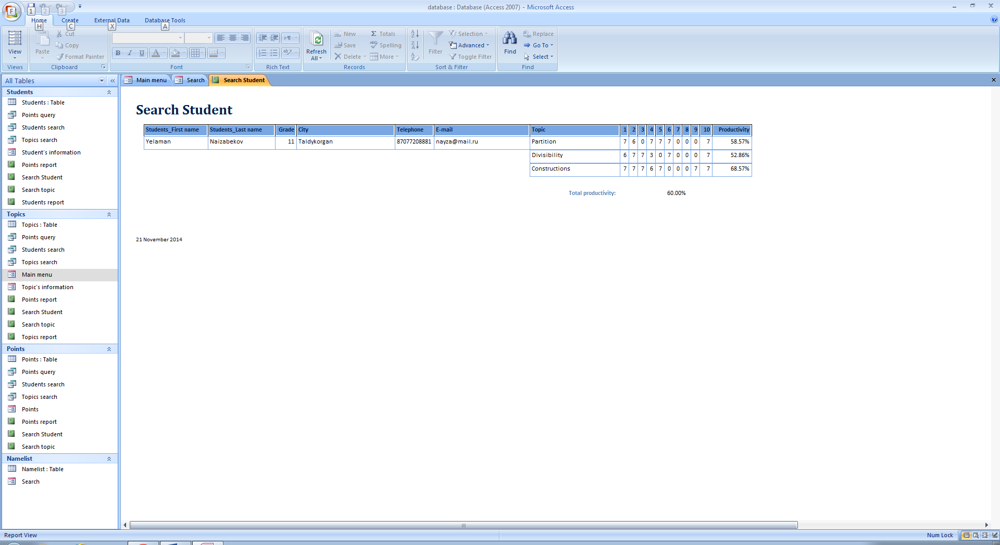 database : Database (Access 2007) - Microsoft Access
F 1 2 3
Home Create External Data Database Tools
H C X A
View
Views
Paste
Cut
Copy
Format Painter
Clipboard
B I U A
Font
ab
Rich Text
Refresh All
New
Save
Delete
Σ Totals
ABC Spelling
More
Records
Filter
Selection
Advanced
Toggle Filter
Sort & Filter
Find
Replace
Go To
Select
Find
All Tables
Main menu Search Search Student
Students
Students : Table
Points query
Students search
Topics search
Student's information
Points report
Search Student
Search topic
Students report
Topics
Topics : Table
Points query
Students search
Topics search
Main menu
Topic's information
Points report
Search Student
Search topic
Topics report
Points
Points : Table
Points query
Students search
Topics search
Points
Points report
Search Student
Search topic
Namelist
Namelist : Table
Search
Search Student
Students_First name Students_Last name Grade City Telephone E-mail Topic 1 2 3 4 5 6 7 8 9 10 Productivity
Yelaman Naizabekov 11 Taldykorgan 87077208881 nayza@mail.ru Partition 7 6 0 7 7 7 0 0 0 7 58.57%
Divisibility 6 7 7 3 0 7 0 0 0 7 52.86%
Constructions 7 7 7 6 7 0 0 0 7 7 68.57%
Total productivity: 60.00%
21 November 2014
Report View Num Lock